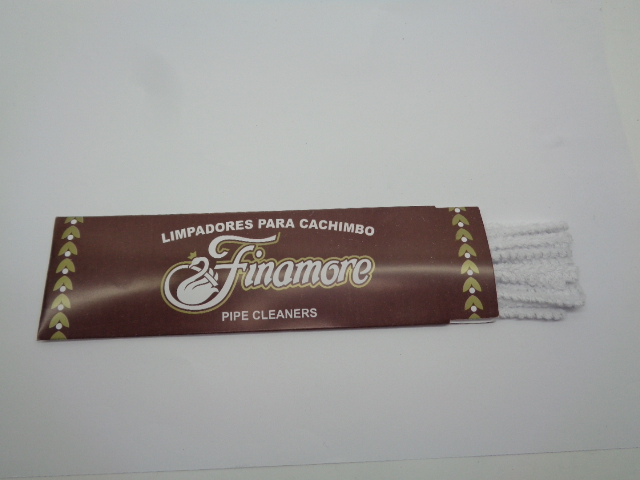 LIMPADORES PARA CACHIMBO
Finamore
PIPE CLEANERS